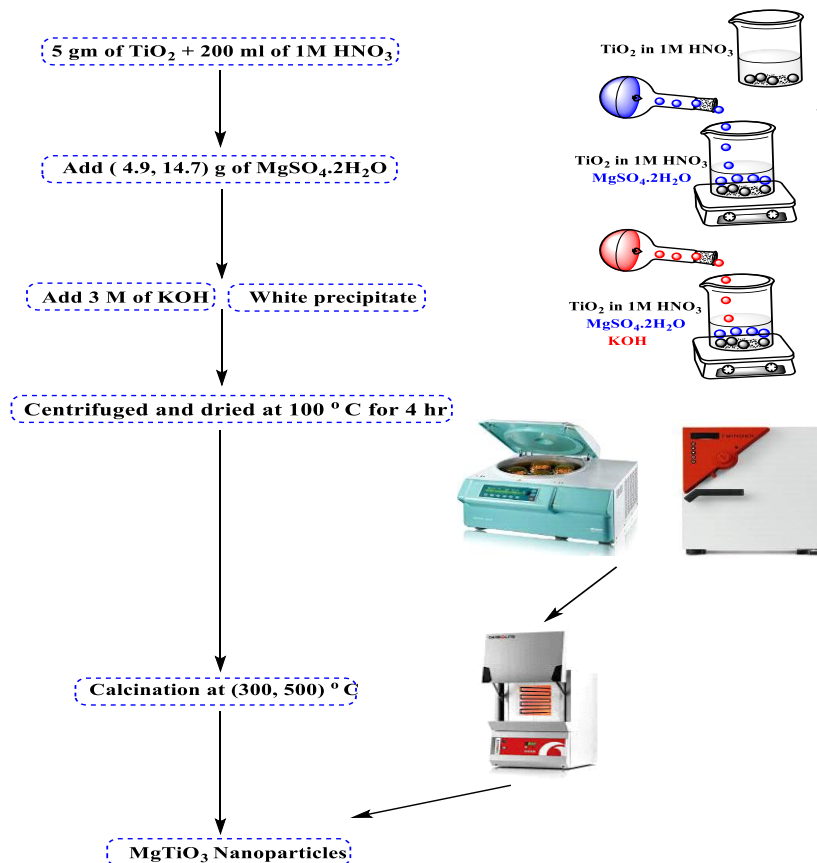 5 gm of TiO₂ + 200 ml of 1M HNO₃
TiO₂ in 1M HNO₃
Add ( 4.9, 14.7) g of MgSO₄.2H₂O
TiO₂ in 1M HNO₃
MgSO₄.2H₂O
Add 3 M of KOH
White precipitate
TiO₂ in 1M HNO₃
MgSO₄.2H₂O
KOH
Centrifuged and dried at 100 ° C for 4 hr
Calcination at (300, 500) ° C
MgTiO₃ Nanoparticles